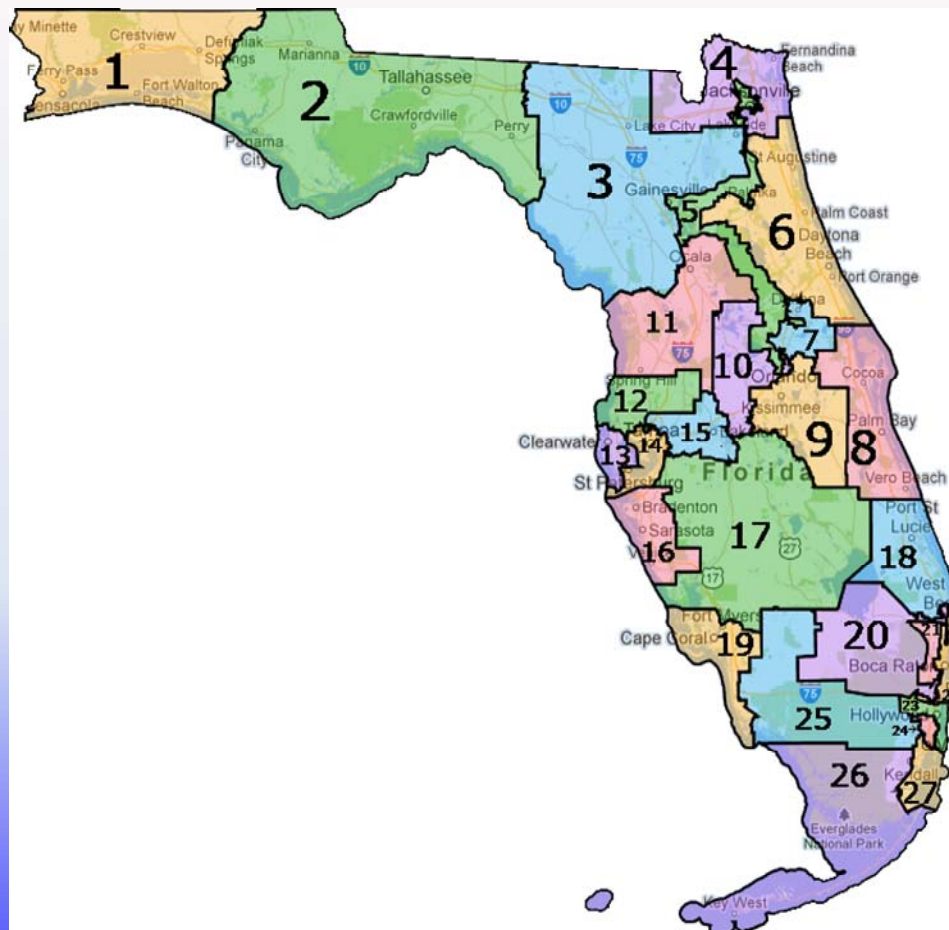 Crestview
Defuniak
Springs
Ferry Pass
1
Fort Walton
Beach
Marianna
10
Tallahassee
2
Crawfordville
Perry
Panama
City
10
Lake City
75
3
Gainesville
4
Fernandina
Beach
St Augustine
5
Palm Coast
6
Daytona
Beach
Port Orange
Ocala
11
75
Spring Hill
10
7
Orlando
Kissimmee
Cocoa
12
Clearwater
13
14
15
9
8
Palm Bay
Vero Beach
Florida
St Petersburg
Bradenton
Sarasota
16
17
27
17
Port St
Lucie
18
West
Fort Myers
Cape Coral
19
20
21
Boca Raton
75
25
23
Hollywood
24
26
Kendall
27
Everglades
National Park
Key West